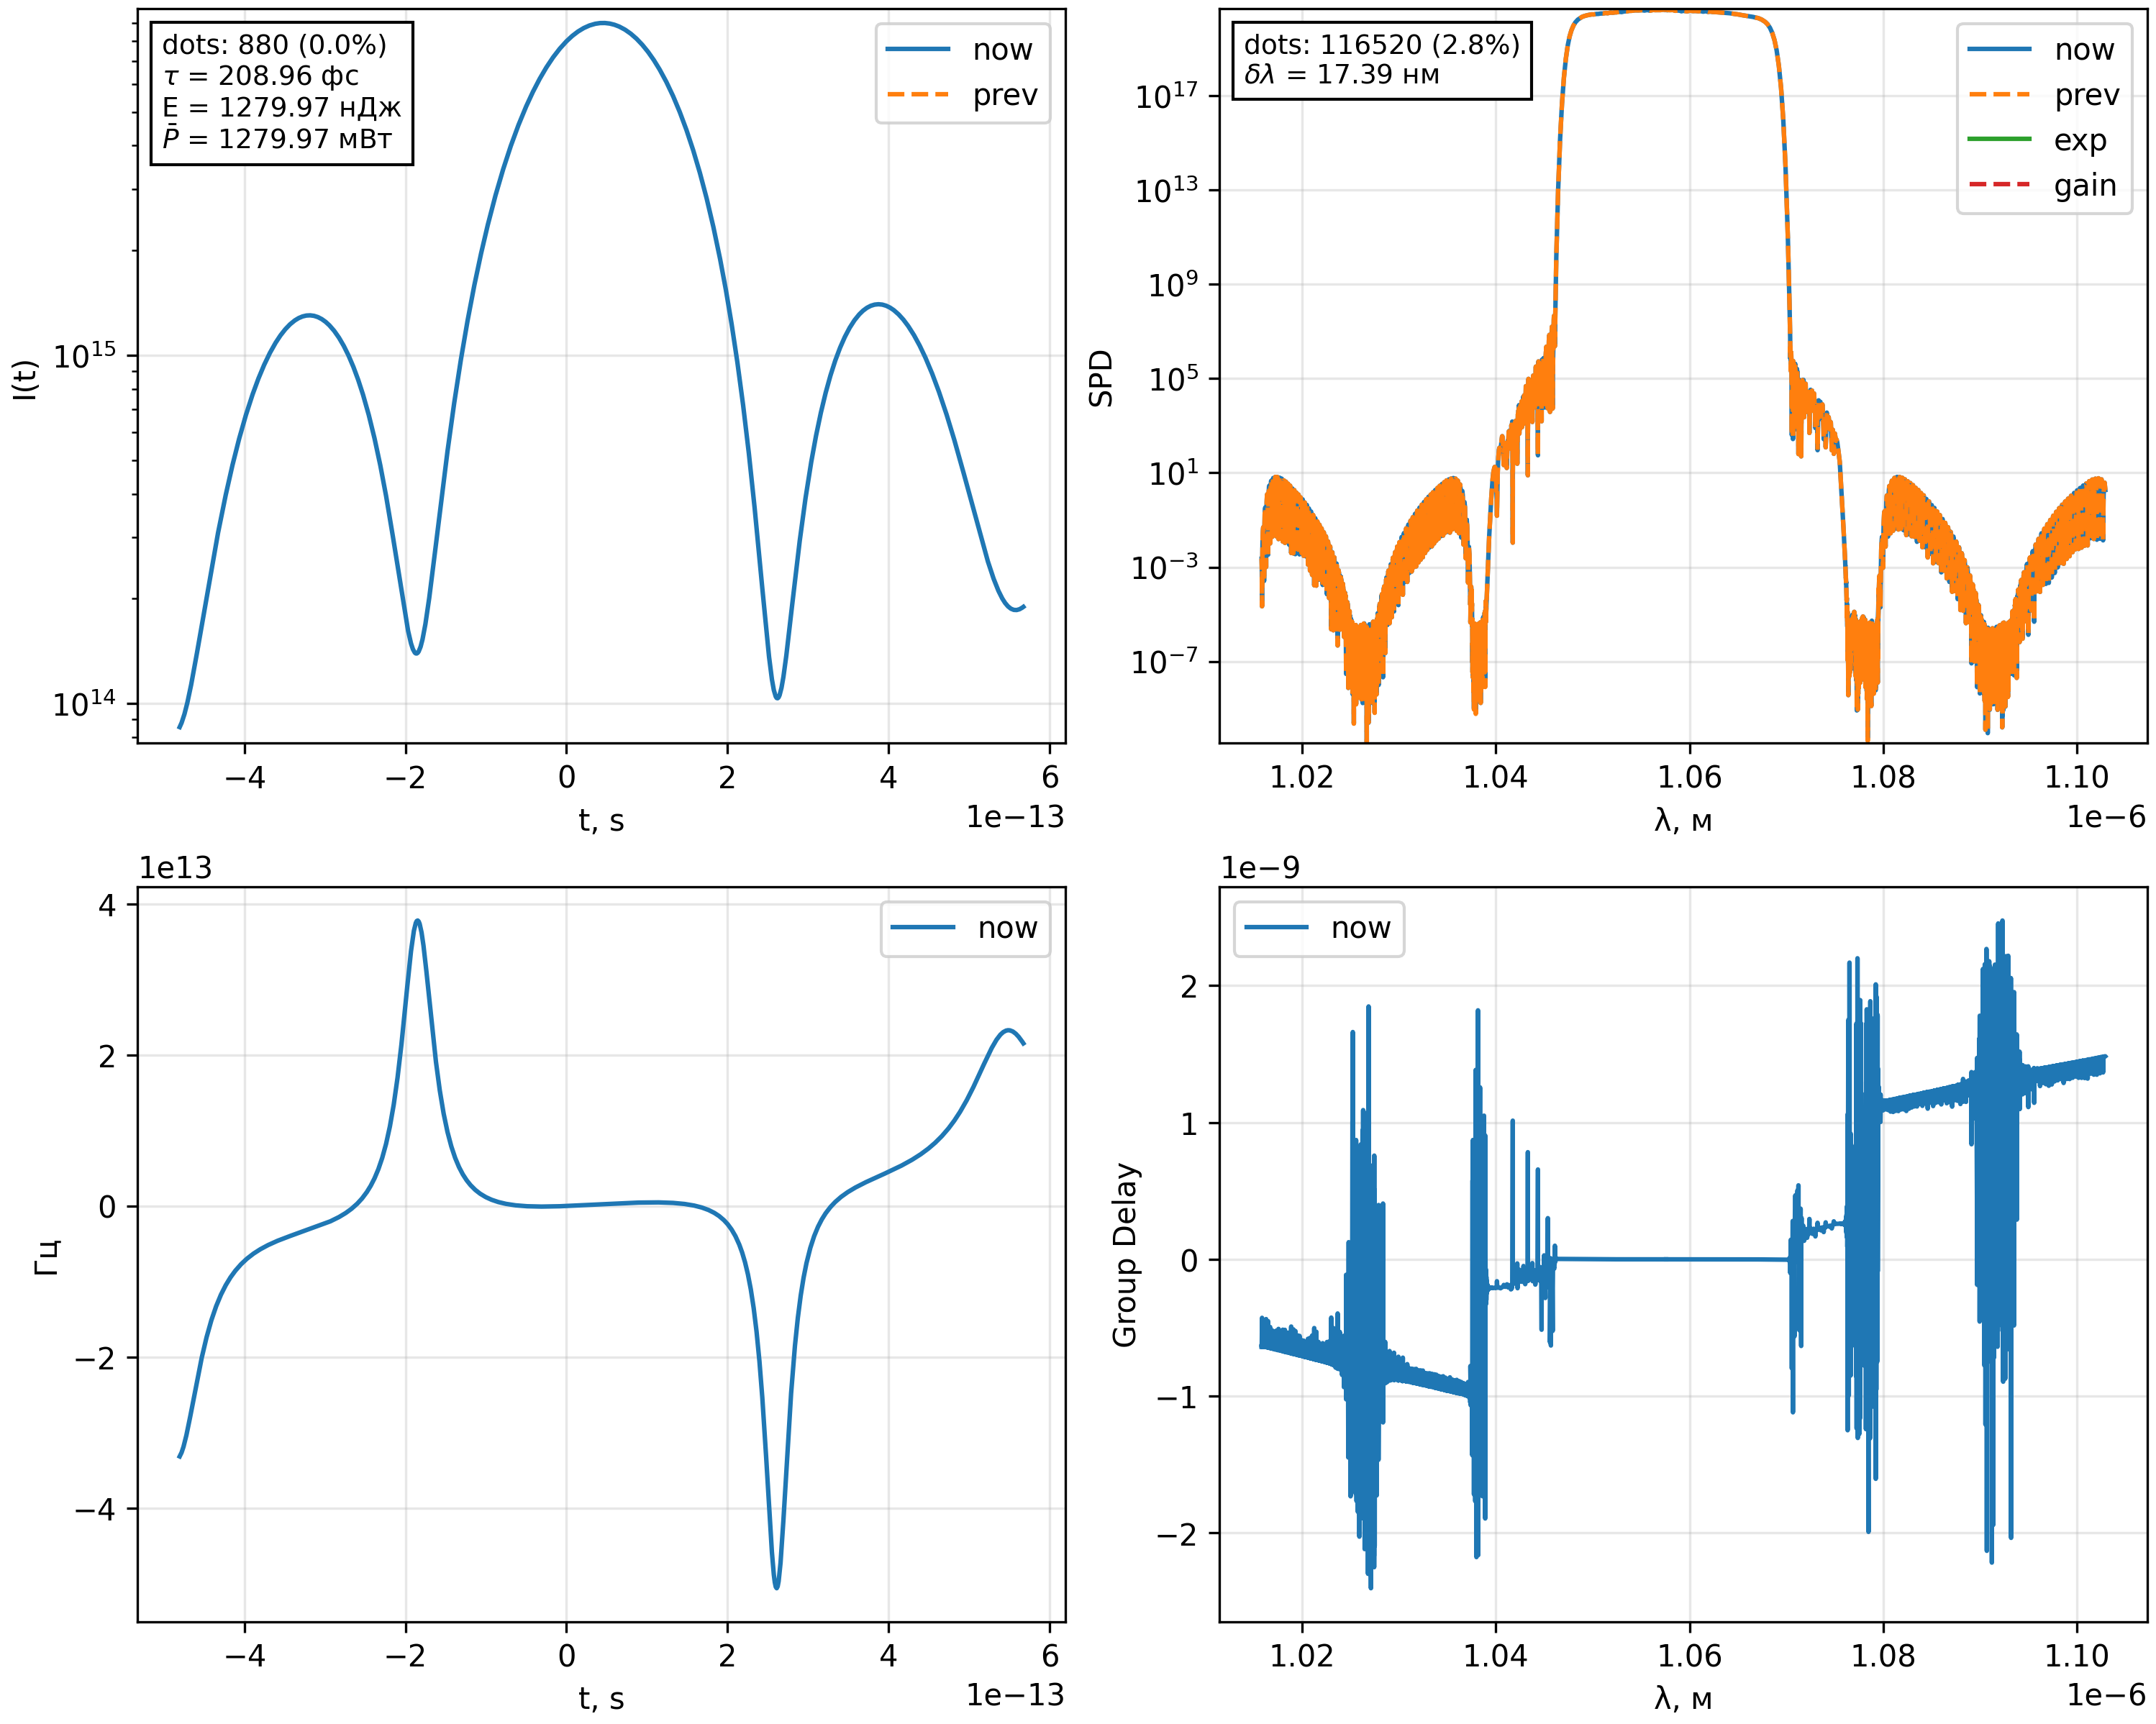 dots: 880 (0.0%)
τ = 208.96 фс
E = 1279.97 нДж
P̄ = 1279.97 мВт
now
prev
I(t)
10¹⁵
10¹⁴
−4 −2 0 2 4 6
t, s
1e−13
dots: 116520 (2.8%)
δλ = 17.39 нм
now
prev
exp
gain
SPD
10¹⁷
10¹³
10⁹
10⁵
10¹
10⁻³
10⁻⁷
1.02 1.04 1.06 1.08 1.10
λ, м
1e−6
1e13
now
Гц
4
2
0
−2
−4
−4 −2 0 2 4 6
t, s
1e−13
1e−9
now
Group Delay
2
1
0
−1
−2
1.02 1.04 1.06 1.08 1.10
λ, м
1e−6